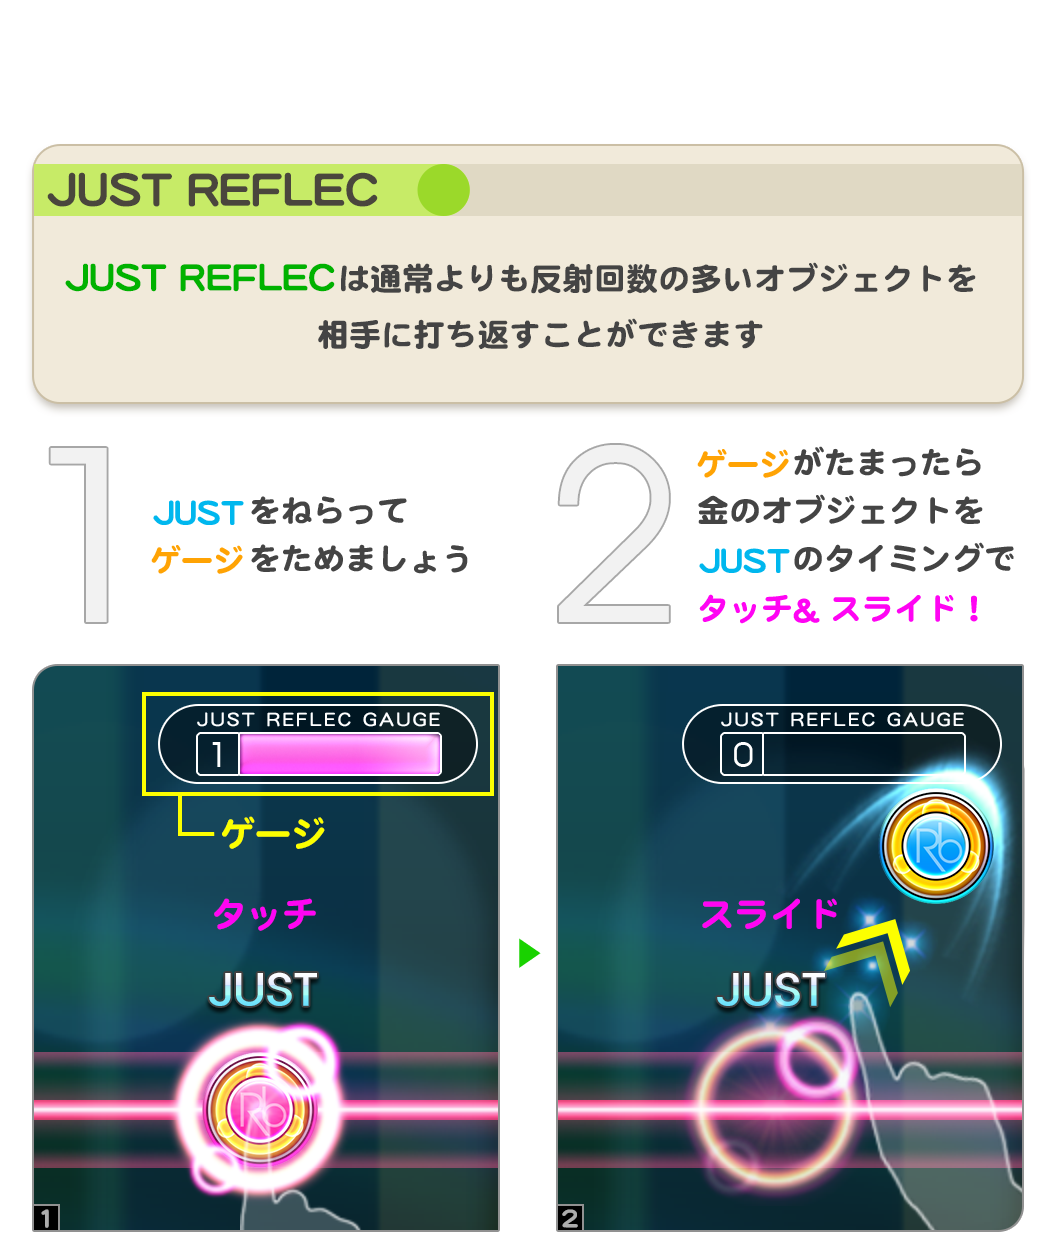 JUST REFLEC
JUST REFLECは通常よりも反射回数の多いオブジェクトを
相手に打ち返すことができます
1
JUSTをねらって
ゲージをためましょう
2
ゲージがたまったら
金のオブジェクトを
JUSTのタイミングで
タッチ& スライド！
JUST REFLEC GAUGE
1
ゲージ
タッチ
JUST
Rb
1
JUST REFLEC GAUGE
0
Rb
スライド
JUST
2